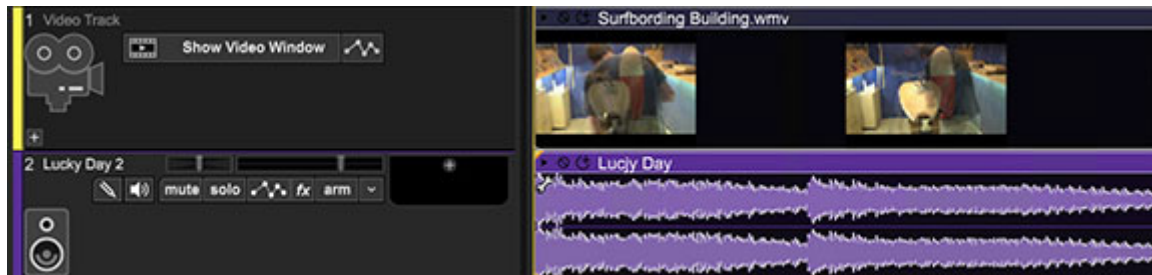 1 Video Track
Show Video Window
Surfbording Building.wmv
2 Lucky Day 2
mute solo fx arm
Lucjy Day